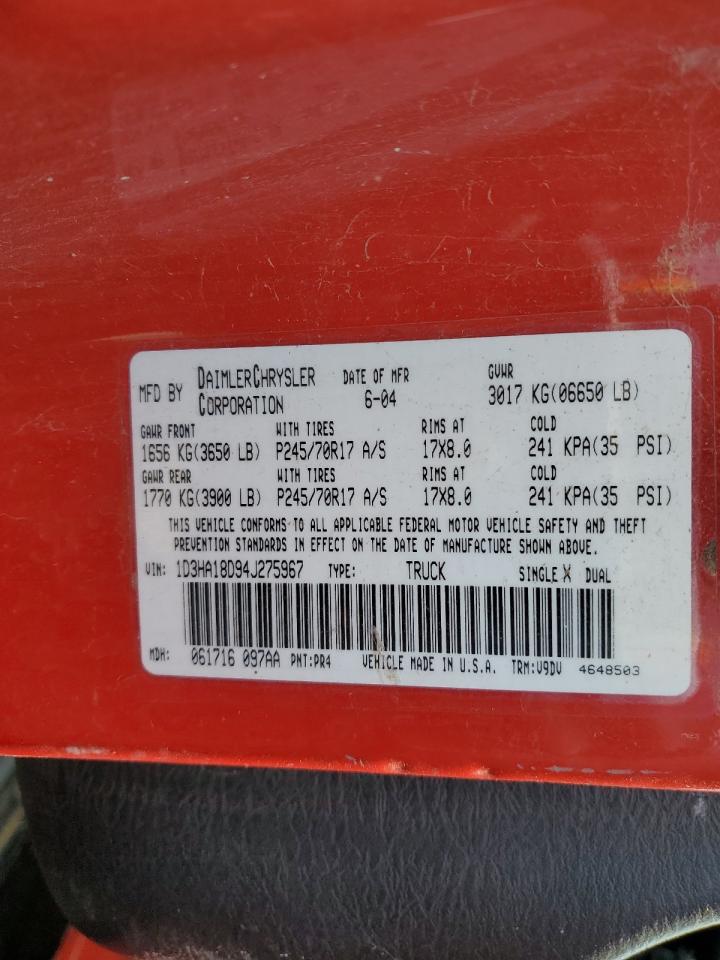 MFD BY DAIMLERCHRYSLER CORPORATION DATE OF MFR 6-04 GVWR 3017 KG(06650 LB)
GAWR FRONT WITH TIRES RIMS AT COLD
1656 KG(3650 LB) P245/70R17 A/S 17X8.0 241 KPA(35 PSI)
GAWR REAR WITH TIRES RIMS AT COLD
1770 KG(3900 LB) P245/70R17 A/S 17X8.0 241 KPA(35 PSI)
THIS VEHICLE CONFORMS TO ALL APPLICABLE FEDERAL MOTOR VEHICLE SAFETY AND THEFT
PREVENTION STANDARDS IN EFFECT ON THE DATE OF MANUFACTURE SHOWN ABOVE.
VIN: 1D3HA18D94J275967 TYPE: TRUCK SINGLE X DUAL
MDH: 061716 097AA PNT:PR4 VEHICLE MADE IN U.S.A. TRM:V9DV 4648503